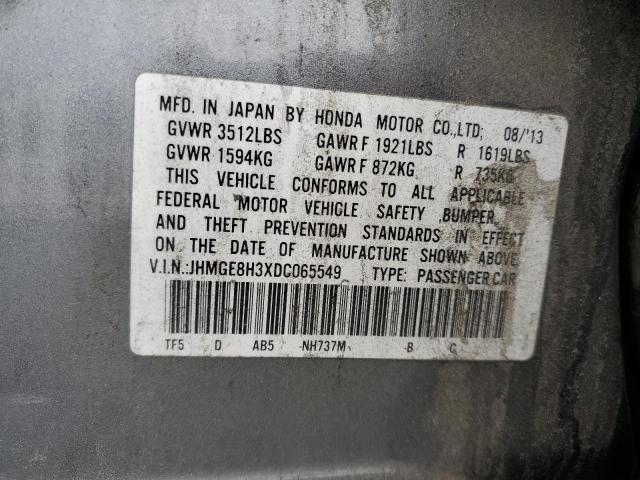 MFD. IN JAPAN BY HONDA MOTOR CO.,LTD; 08/'13
GVWR 3512LBS GAWR F 1921LBS R 1619LBS
GVWR 1594KG GAWR F 872KG R 735KG
THIS VEHICLE CONFORMS TO ALL APPLICABLE
FEDERAL MOTOR VEHICLE SAFETY ,BUMPER,
AND THEFT PREVENTION STANDARDS IN EFFECT
ON THE DATE OF MANUFACTURE SHOWN ABOVE
V.I.N.:JHMGE8H3XDC065549 TYPE: PASSENGER CAR
TF5 D AB5 NH737M B C